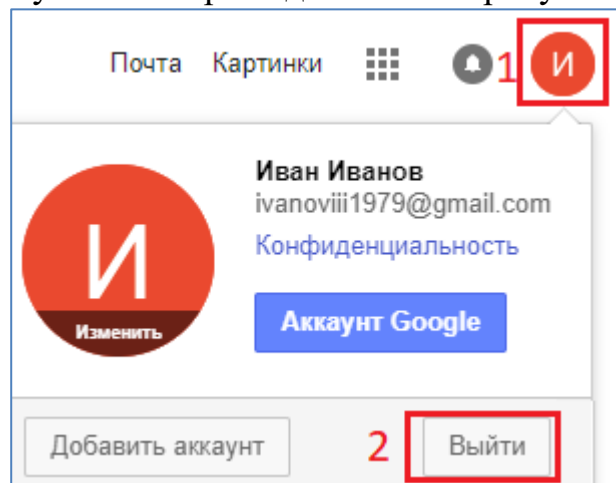 Почта Картинки 1 И
Иван Иванов
ivanoviii1979@gmail.com
Конфиденциальность
И
Изменить
Аккаунт Google
Добавить аккаунт 2 Выйти